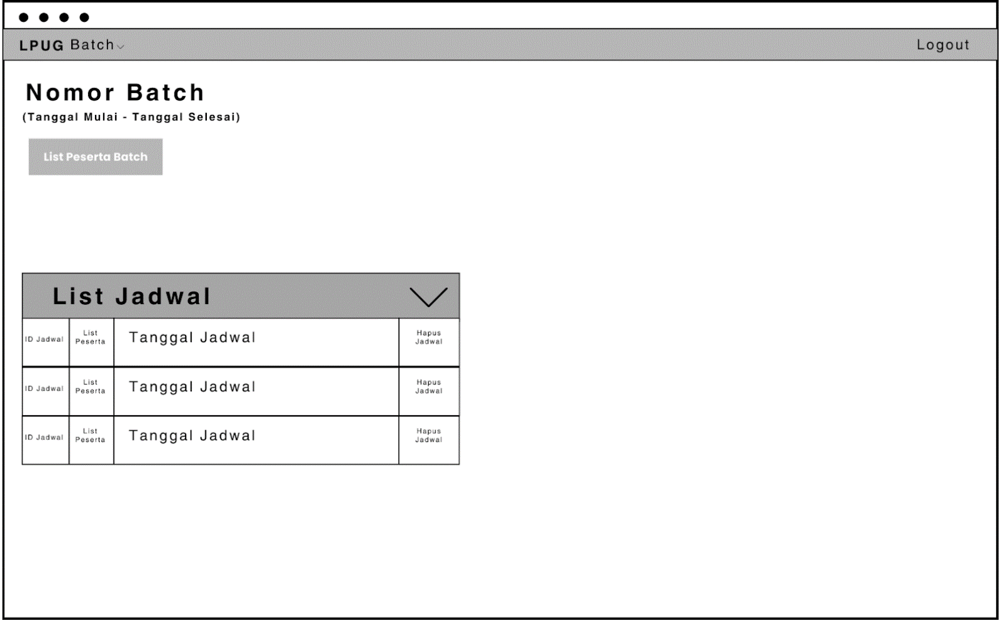 LPUG Batch Logout
Nomor Batch
(Tanggal Mulai - Tanggal Selesai)
List Peserta Batch
List Jadwal
ID Jadwal
List
Peserta
Tanggal Jadwal
Hapus
Jadwal
ID Jadwal
List
Peserta
Tanggal Jadwal
Hapus
Jadwal
ID Jadwal
List
Peserta
Tanggal Jadwal
Hapus
Jadwal